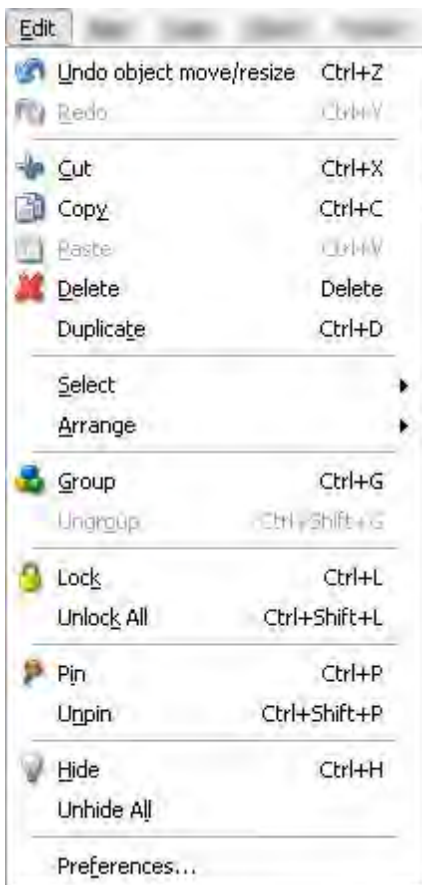 Edit
Undo object move/resize Ctrl+Z
Redo Ctrl+Y
Cut Ctrl+X
Copy Ctrl+C
Paste Ctrl+V
Delete Delete
Duplicate Ctrl+D
Select
Arrange
Group Ctrl+G
Ungroup Ctrl+Shift+G
Lock Ctrl+L
Unlock All Ctrl+Shift+L
Pin Ctrl+P
Unpin Ctrl+Shift+P
Hide Ctrl+H
Unhide All
Preferences...